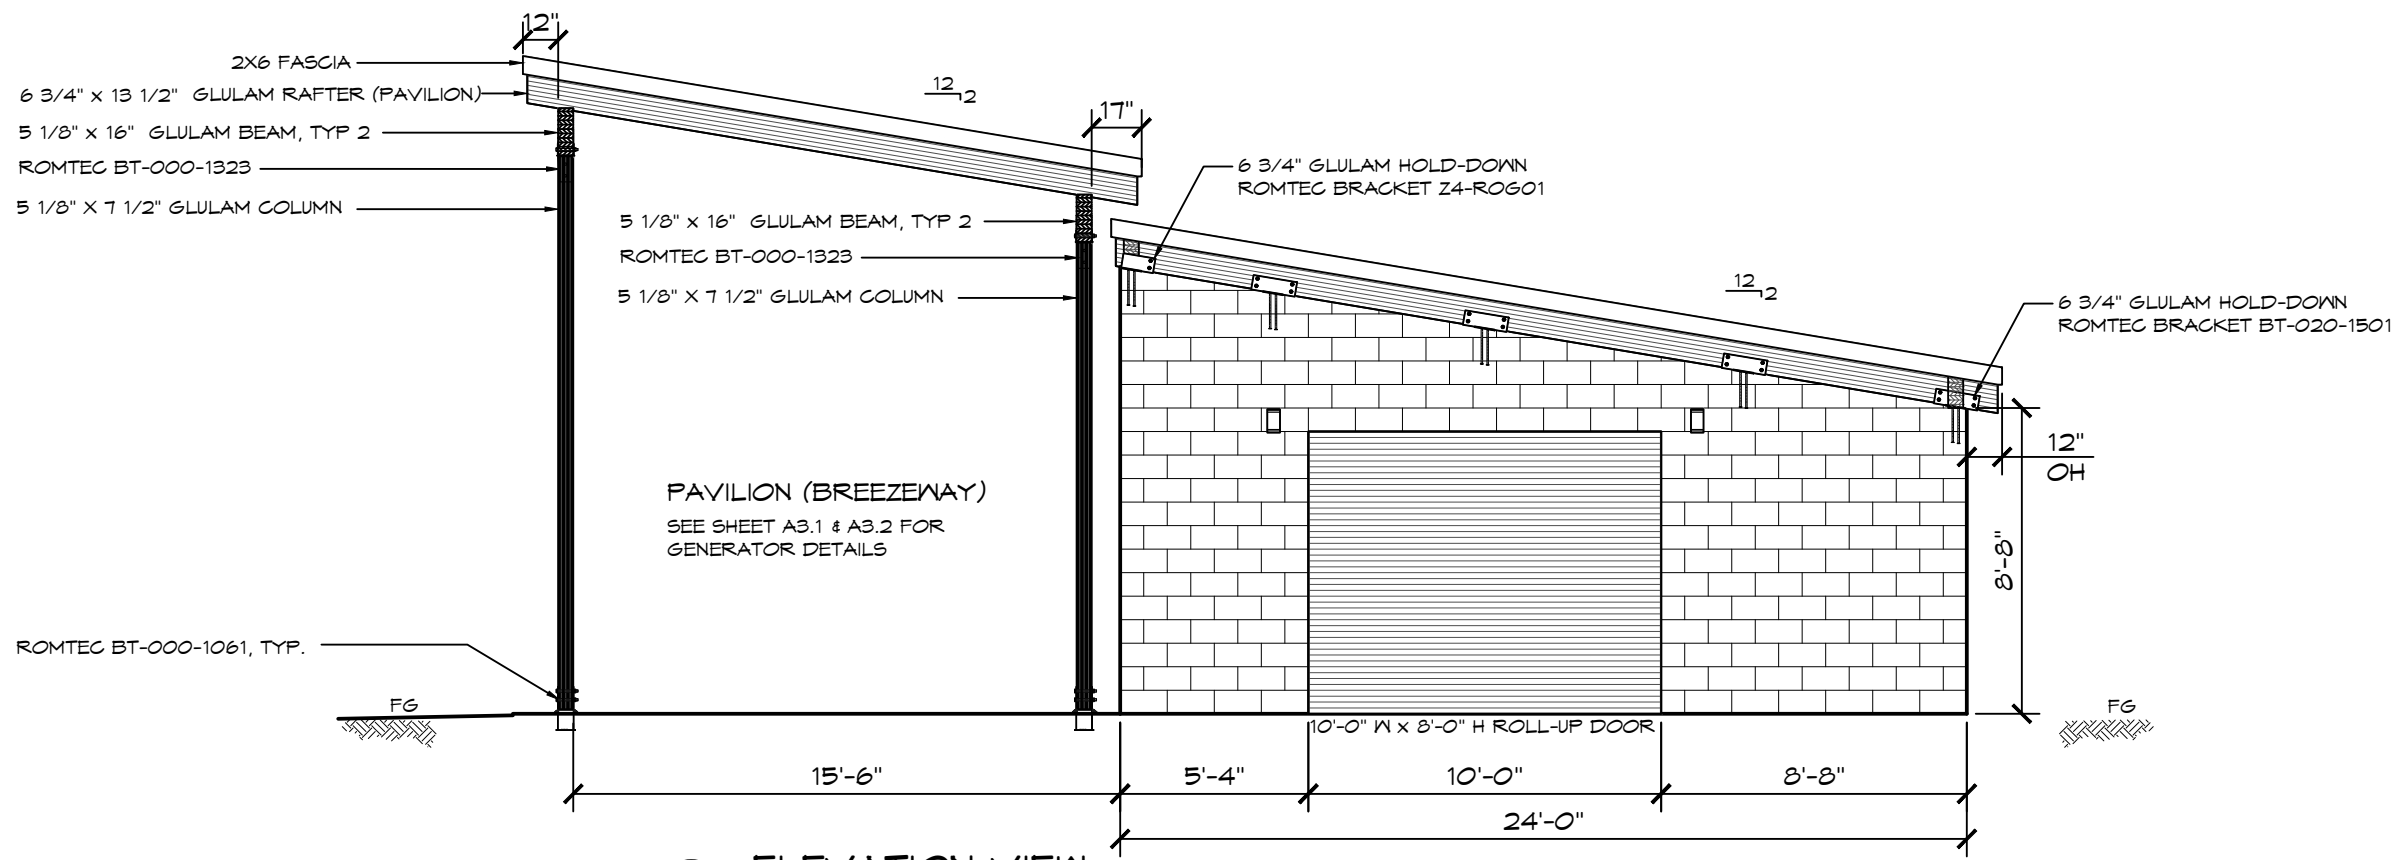 12"
2X6 FASCIA
6 3/4" x 13 1/2" GLULAM RAFTER (PAVILION)
5 1/8" x 16" GLULAM BEAM, TYP 2
ROMTEC BT-000-1323
5 1/8" X 7 1/2" GLULAM COLUMN
12
2
17"
6 3/4" GLULAM HOLD-DOWN
ROMTEC BRACKET Z4-ROG01
5 1/8" x 16" GLULAM BEAM, TYP 2
ROMTEC BT-000-1323
5 1/8" X 7 1/2" GLULAM COLUMN
12
2
6 3/4" GLULAM HOLD-DOWN
ROMTEC BRACKET BT-020-1501
12"
OH
8'-8"
PAVILION (BREEZEWAY)
SEE SHEET A3.1 & A3.2 FOR
GENERATOR DETAILS
ROMTEC BT-000-1061, TYP.
FG
FG
10'-0" W x 8'-0" H ROLL-UP DOOR
15'-6"
5'-4"
10'-0"
8'-8"
24'-0"
ELEVATION VIEW